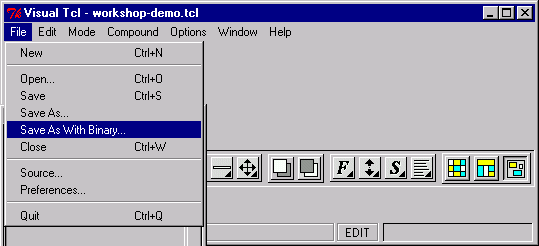 Visual Tcl - workshop-demo.tcl
File Edit Mode Compound Options Window Help
New Ctrl+N
Open... Ctrl+O
Save Ctrl+S
Save As...
Save As With Binary...
Close Ctrl+W
Source...
Preferences...
Quit Ctrl+Q
F S
EDIT